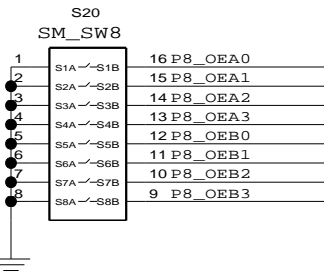 S20
SM_SW8
1 S1A S1B 16 P8_OEA0
2 S2A S2B 15 P8_OEA1
3 S3A S3B 14 P8_OEA2
4 S4A S4B 13 P8_OEA3
5 S5A S5B 12 P8_OEB0
6 S6A S6B 11 P8_OEB1
7 S7A S7B 10 P8_OEB2
8 S8A S8B 9 P8_OEB3